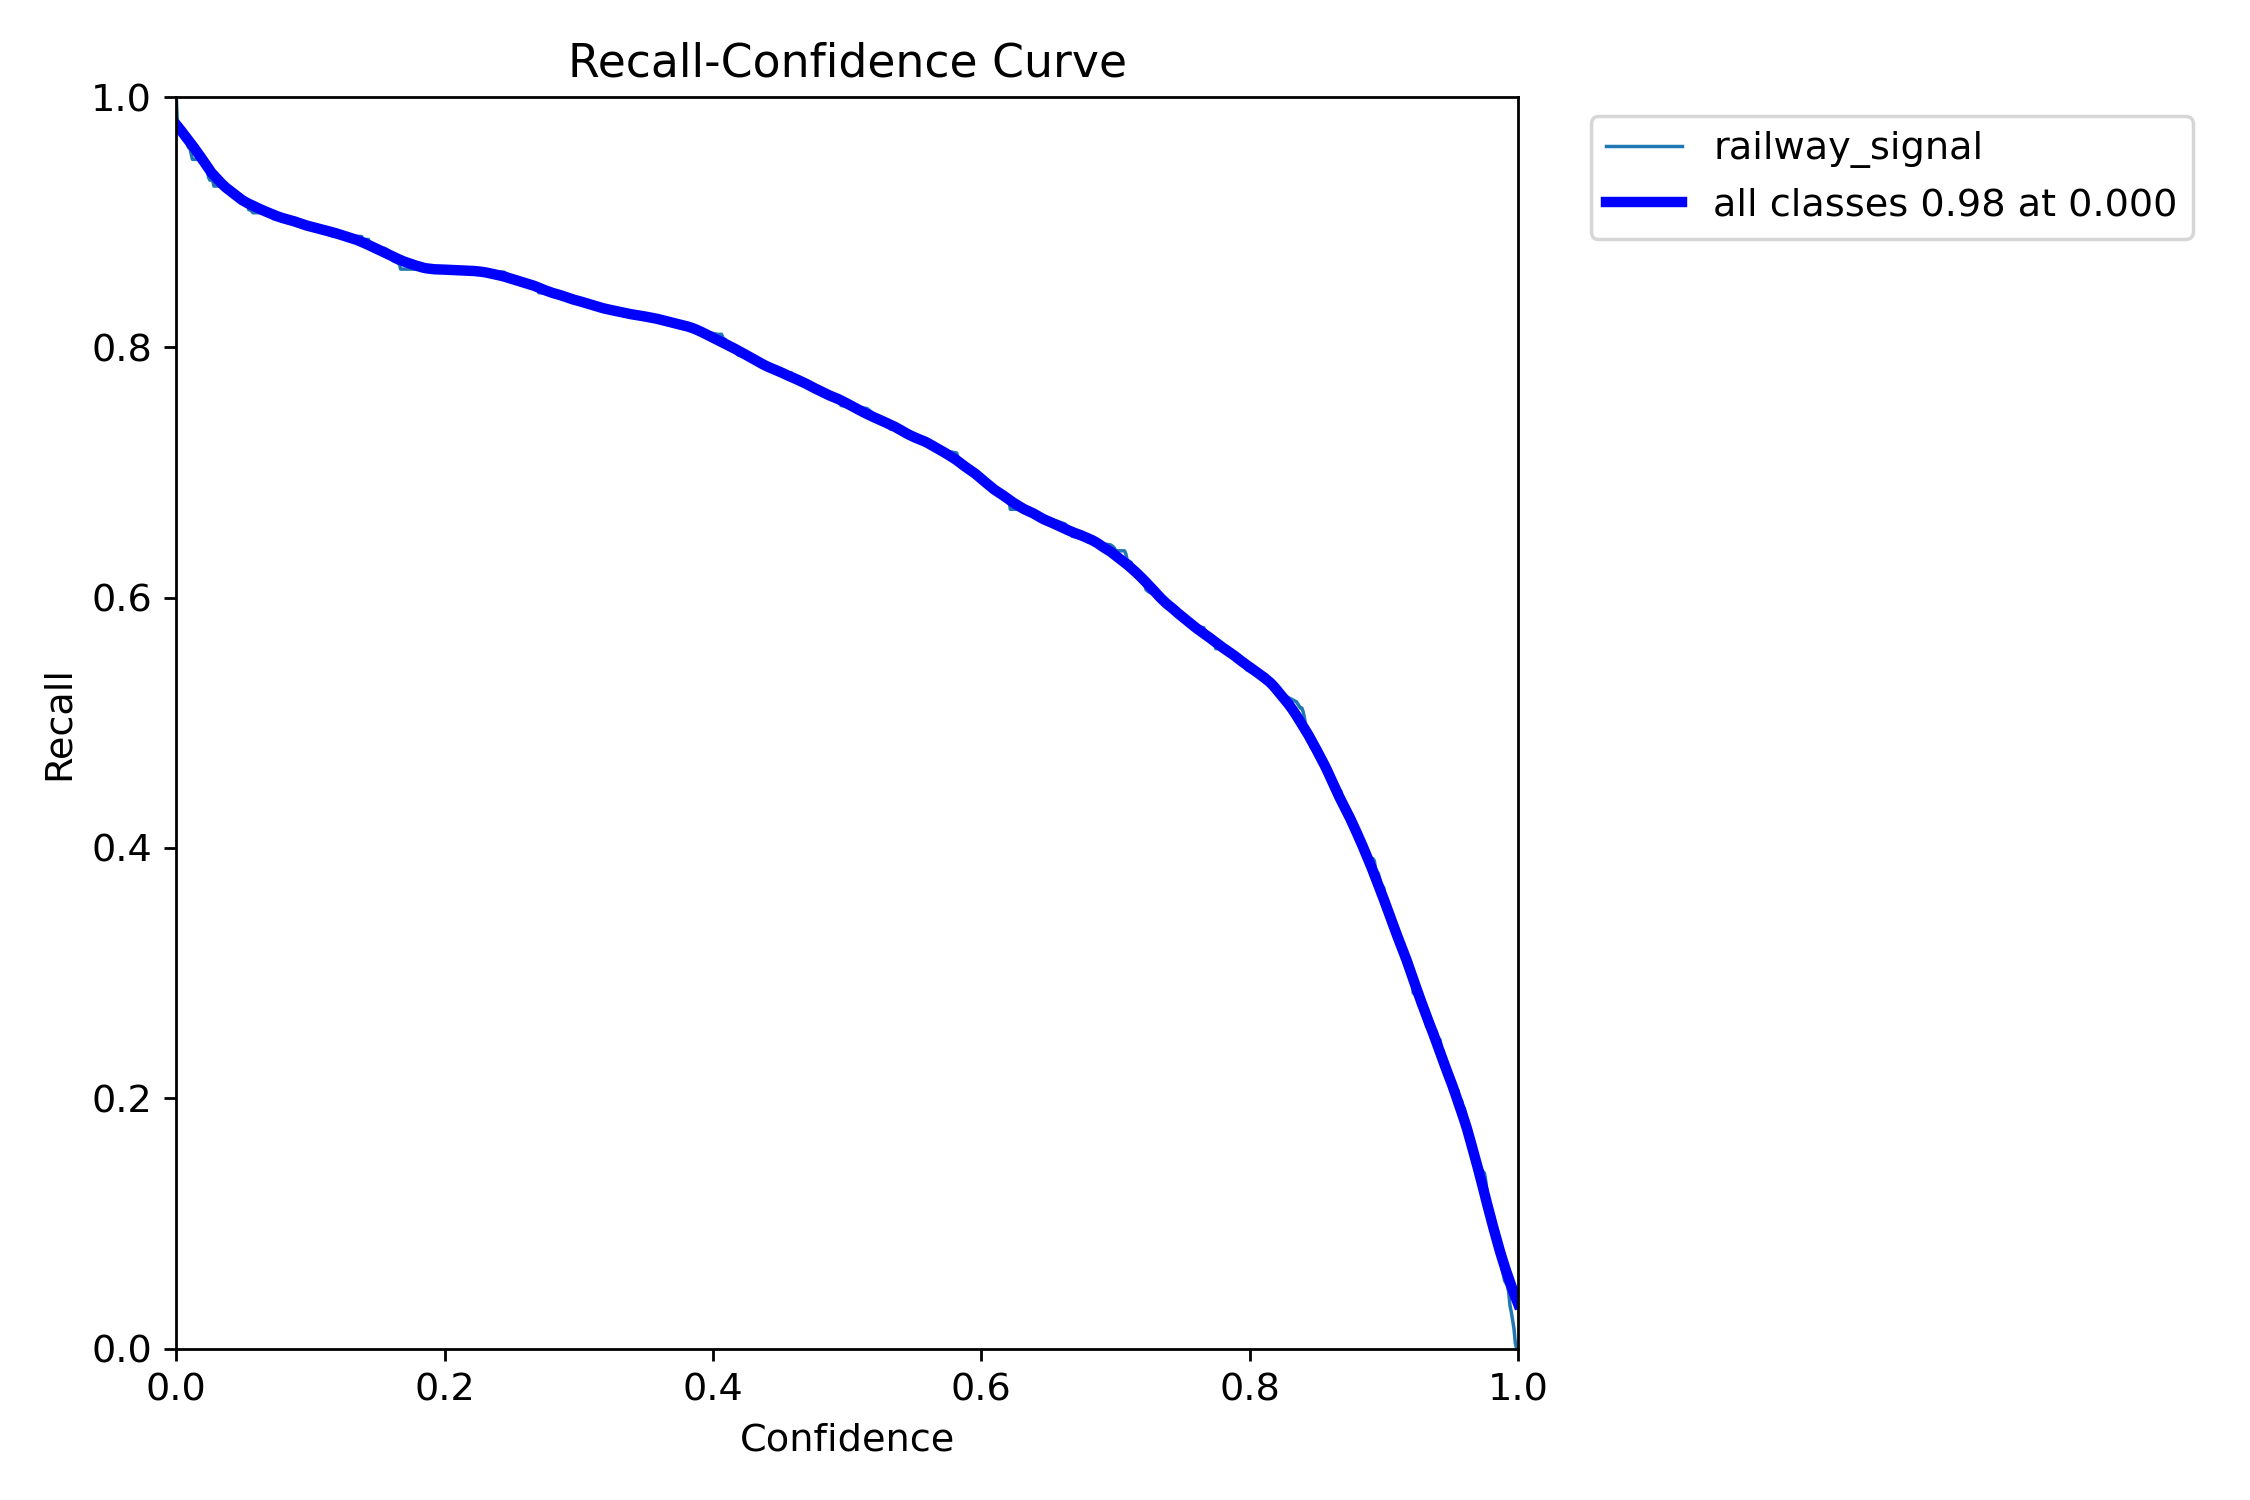 Recall-Confidence Curve
1.0
0.8
0.6
0.4
0.2
0.0
Recall
0.0 0.2 0.4 0.6 0.8 1.0
Confidence
railway_signal
all classes 0.98 at 0.000